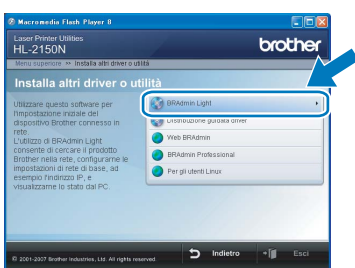 Macromedia Flash Player 8
Laser Printer Utilities
HL-2150N
brother
Menu superiore >> Installa altri driver o utilità
Installa altri driver o utilità
Utilizzare questo software per
l'impostazione iniziale del
dispositivo Brother connesso in
rete.
L'utilizzo di BRAdmin Light
consente di cercare il prodotto
Brother nella rete, configurarne le
impostazioni di rete di base, ad
esempio l'indirizzo IP, e
visualizzarne lo stato dal PC.
BRAdmin Light
Distribuzione guidata driver
Web BRAdmin
BRAdmin Professional
Per gli utenti Linux
© 2001-2007 Brother Industries, Ltd. All rights reserved
Indietro
Esci